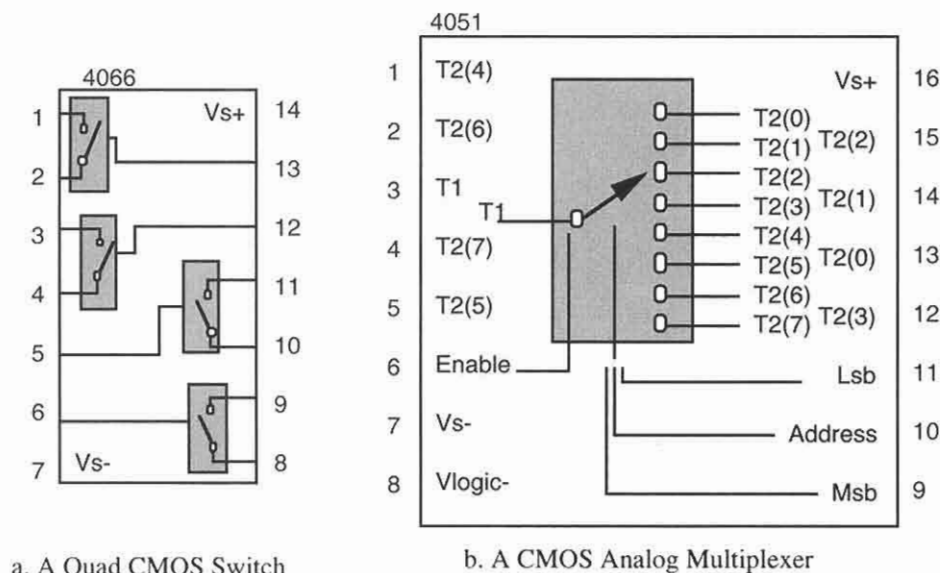 4066
1
2
3
4
5
6
7
Vs+
Vs-
14
13
12
11
10
9
8
a. A Quad CMOS Switch
4051
1 T2(4)
2 T2(6)
3 T1
4 T2(7)
5 T2(5)
6 Enable
7 Vs-
8 Vlogic-
T1
T2(0)
T2(1)
T2(2)
T2(3)
T2(4)
T2(5)
T2(6)
T2(7)
Vs+ 16
T2(2) 15
T2(1) 14
T2(0) 13
T2(3) 12
Lsb 11
Address 10
Msb 9
b. A CMOS Analog Multiplexer